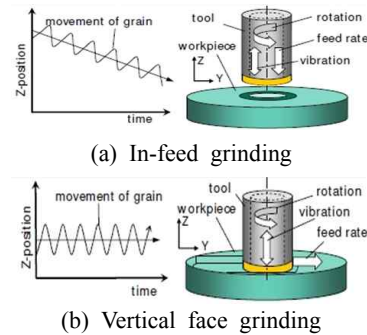 movement of grain
Z-position
time
tool
rotation
feed rate
workpiece
vibration
Z
Y
(a) In-feed grinding
movement of grain
Z-position
time
tool
rotation
vibration
workpiece
feed rate
Z
Y
(b) Vertical face grinding